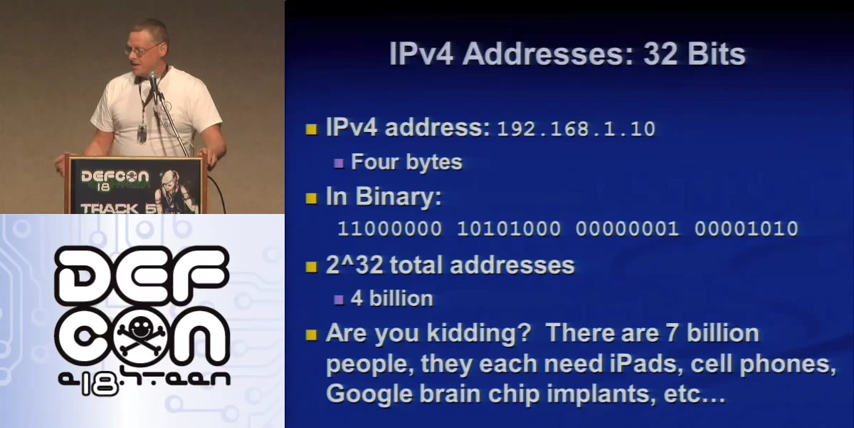 IPv4 Addresses: 32 Bits
IPv4 address: 192.168.1.10
Four bytes
In Binary:
11000000 10101000 00000001 00001010
2^32 total addresses
4 billion
Are you kidding? There are 7 billion
people, they each need iPads, cell phones,
Google brain chip implants, etc…
DEFCON
18
TRACK 5
DEF
CON
e18hteen